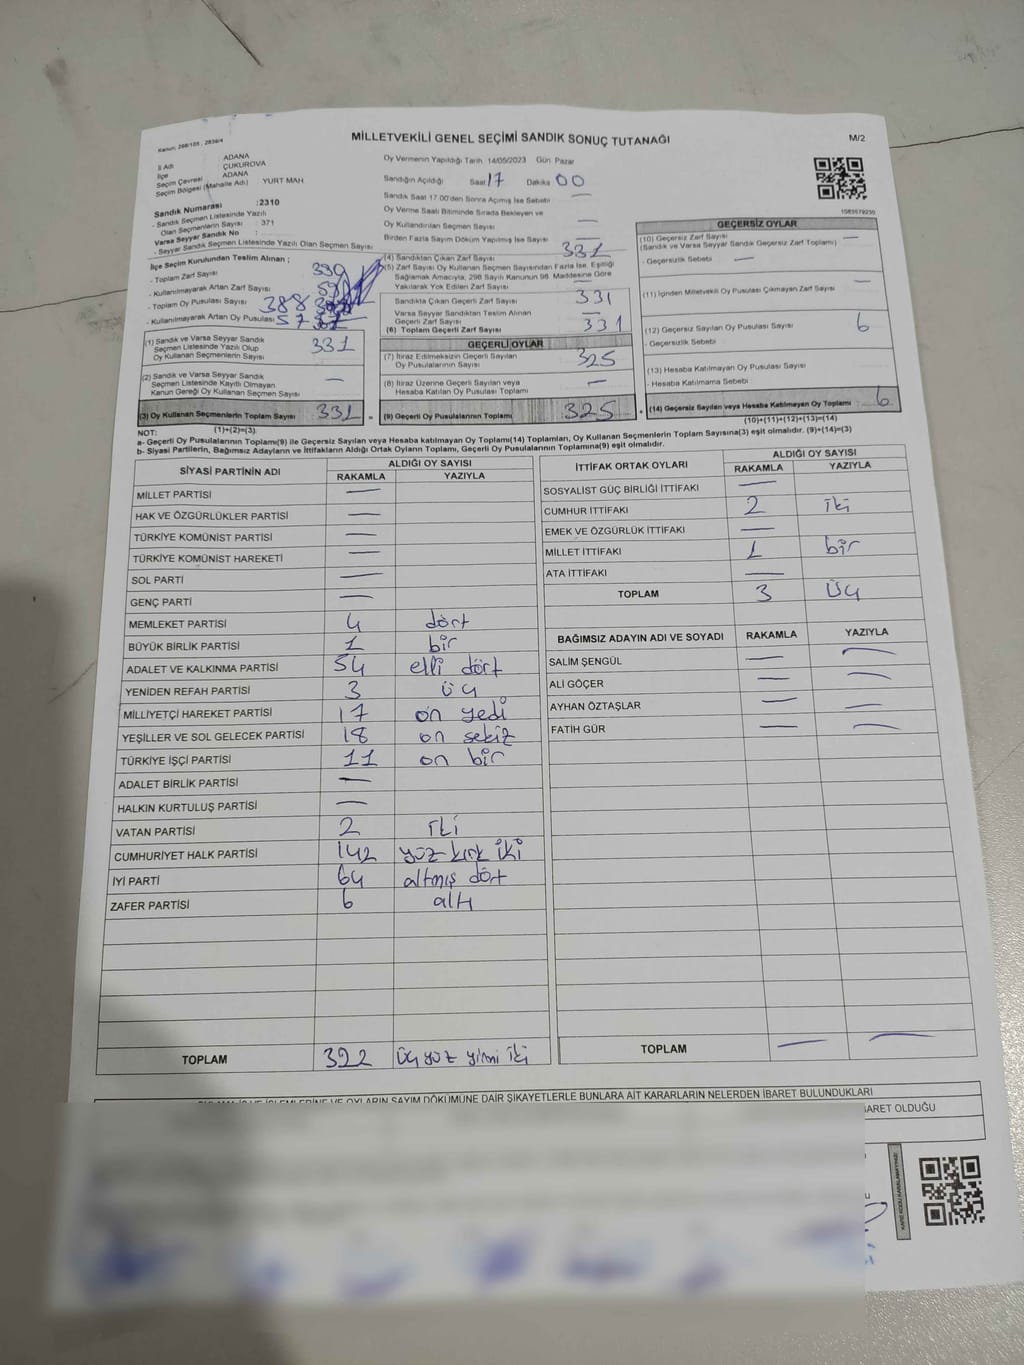 Kanun: 298/105, 2839/4
MİLLETVEKİLİ GENEL SEÇİMİ SANDIK SONUÇ TUTANAĞI
M/2
İl Adı : ADANA
İlçe : ÇUKUROVA
Seçim Çevresi : ADANA
Seçim Bölgesi (Mahalle Adı) : YURT MAH
Sandık Numarası : 2310
- Sandık Seçmen Listesinde Yazılı
Olan Seçmenlerin Sayısı : 371
Varsa Seyyar Sandık No :
- Seyyar Sandık Seçmen Listesinde Yazılı Olan Seçmen Sayısı
İlçe Seçim Kurulundan Teslim Alınan ;
- Toplam Zarf Sayısı
- Kullanılmayarak Artan Zarf Sayısı
- Toplam Oy Pusulası Sayısı 388
- Kullanılmayarak Artan Oy Pusulası 57
(1) Sandık ve Varsa Seyyar Sandık
Seçmen Listesinde Yazılı Olup
Oy Kullanan Seçmenlerin Sayısı 331
(2) Sandık ve Varsa Seyyar Sandık
Seçmen Listesinde Kayıtlı Olmayan
Kanun Gereği Oy Kullanan Seçmen Sayısı —
(3) Oy Kullanan Seçmenlerin Toplam Sayısı 331
(1)+(2)=(3)
Oy Vermenin Yapıldığı Tarih: 14/05/2023 Gün: Pazar
Sandığın Açıldığı Saat 17 Dakika 00
Sandık Saat 17:00'den Sonra Açılmış İse Sebebi —
Oy Verme Saati Bitiminde Sırada Bekleyen ve
Oy Kullandırılan Seçmen Sayısı —
Birden Fazla Sayım Döküm Yapılmış İse Sayısı —
(4) Sandıktan Çıkan Zarf Sayısı 331
(5) Zarf Sayısı Oy Kullanan Seçmen Sayısından Fazla İse, Eşitliği
Sağlamak Amacıyla, 298 Sayılı Kanunun 98. Maddesine Göre
Yakılarak Yok Edilen Zarf Sayısı —
Sandıkta Çıkan Geçerli Zarf Sayısı 331
Varsa Seyyar Sandıktan Teslim Alınan
Geçerli Zarf Sayısı —
(6) Toplam Geçerli Zarf Sayısı 331
GEÇERLİ OYLAR
(7) İtiraz Edilmeksizin Geçerli Sayılan
Oy Pusulalarının Sayısı 325
(8) İtiraz Üzerine Geçerli Sayılan veya
Hesaba Katılan Oy Pusulası Toplamı —
= (9) Geçerli Oy Pusulalarının Toplamı 325
1083979230
GEÇERSİZ OYLAR
(10) Geçersiz Zarf Sayısı —
(Sandık ve Varsa Seyyar Sandık Geçersiz Zarf Toplamı)
- Geçersizlik Sebebi
(11) İçinden Milletvekili Oy Pusulası Çıkmayan Zarf Sayısı —
(12) Geçersiz Sayılan Oy Pusulası Sayısı 6
- Geçersizlik Sebebi
(13) Hesaba Katılmayan Oy Pusulası Sayısı
- Hesaba Katılmama Sebebi
+ (14) Geçersiz Sayılan veya Hesaba Katılmayan Oy Toplamı 6
(10)+(11)+(12)+(13)=(14)
NOT:
a- Geçerli Oy Pusulalarının Toplamı(9) ile Geçersiz Sayılan veya Hesaba katılmayan Oy Toplamı(14) Toplamları, Oy Kullanan Seçmenlerin Toplam Sayısına(3) eşit olmalıdır. (9)+(14)=(3)
b- Siyasi Partilerin, Bağımsız Adayların ve İttifakların Aldığı Ortak Oyların Toplamı, Geçerli Oy Pusulalarının Toplamına(9) eşit olmalıdır.
SİYASİ PARTİNİN ADI ALDIĞI OY SAYISI
RAKAMLA YAZIYLA
MİLLET PARTİSİ —
HAK VE ÖZGÜRLÜKLER PARTİSİ —
TÜRKİYE KOMÜNİST PARTİSİ —
TÜRKİYE KOMÜNİST HAREKETİ —
SOL PARTİ —
GENÇ PARTİ —
MEMLEKET PARTİSİ 4 dört
BÜYÜK BİRLİK PARTİSİ 1 bir
ADALET VE KALKINMA PARTİSİ 54 elli dört
YENİDEN REFAH PARTİSİ 3 üç
MİLLİYETÇİ HAREKET PARTİSİ 17 on yedi
YEŞİLLER VE SOL GELECEK PARTİSİ 18 on sekiz
TÜRKİYE İŞÇİ PARTİSİ 11 on bir
ADALET BİRLİK PARTİSİ —
HALKIN KURTULUŞ PARTİSİ —
VATAN PARTİSİ 2 iki
CUMHURİYET HALK PARTİSİ 142 yüz kırk iki
İYİ PARTİ 64 altmış dört
ZAFER PARTİSİ 6 altı
TOPLAM 322 üç yüz yirmi iki
İTTİFAK ORTAK OYLARI ALDIĞI OY SAYISI
RAKAMLA YAZIYLA
SOSYALİST GÜÇ BİRLİĞİ İTTİFAKI —
CUMHUR İTTİFAKI 2 iki
EMEK VE ÖZGÜRLÜK İTTİFAKI —
MİLLET İTTİFAKI 1 bir
ATA İTTİFAKI —
TOPLAM 3 üç
BAĞIMSIZ ADAYIN ADI VE SOYADI RAKAMLA YAZIYLA
SALİM ŞENGÜL — —
ALİ GÖÇER — —
AYHAN ÖZTAŞLAR — —
FATİH GÜR — —
TOPLAM — —
VE OYLARIN SAYIM DÖKÜMÜNE DAİR ŞİKAYETLERLE BUNLARA AİT KARARLARIN NELERDEN İBARET BULUNDUKLARI
BARET OLDUĞU